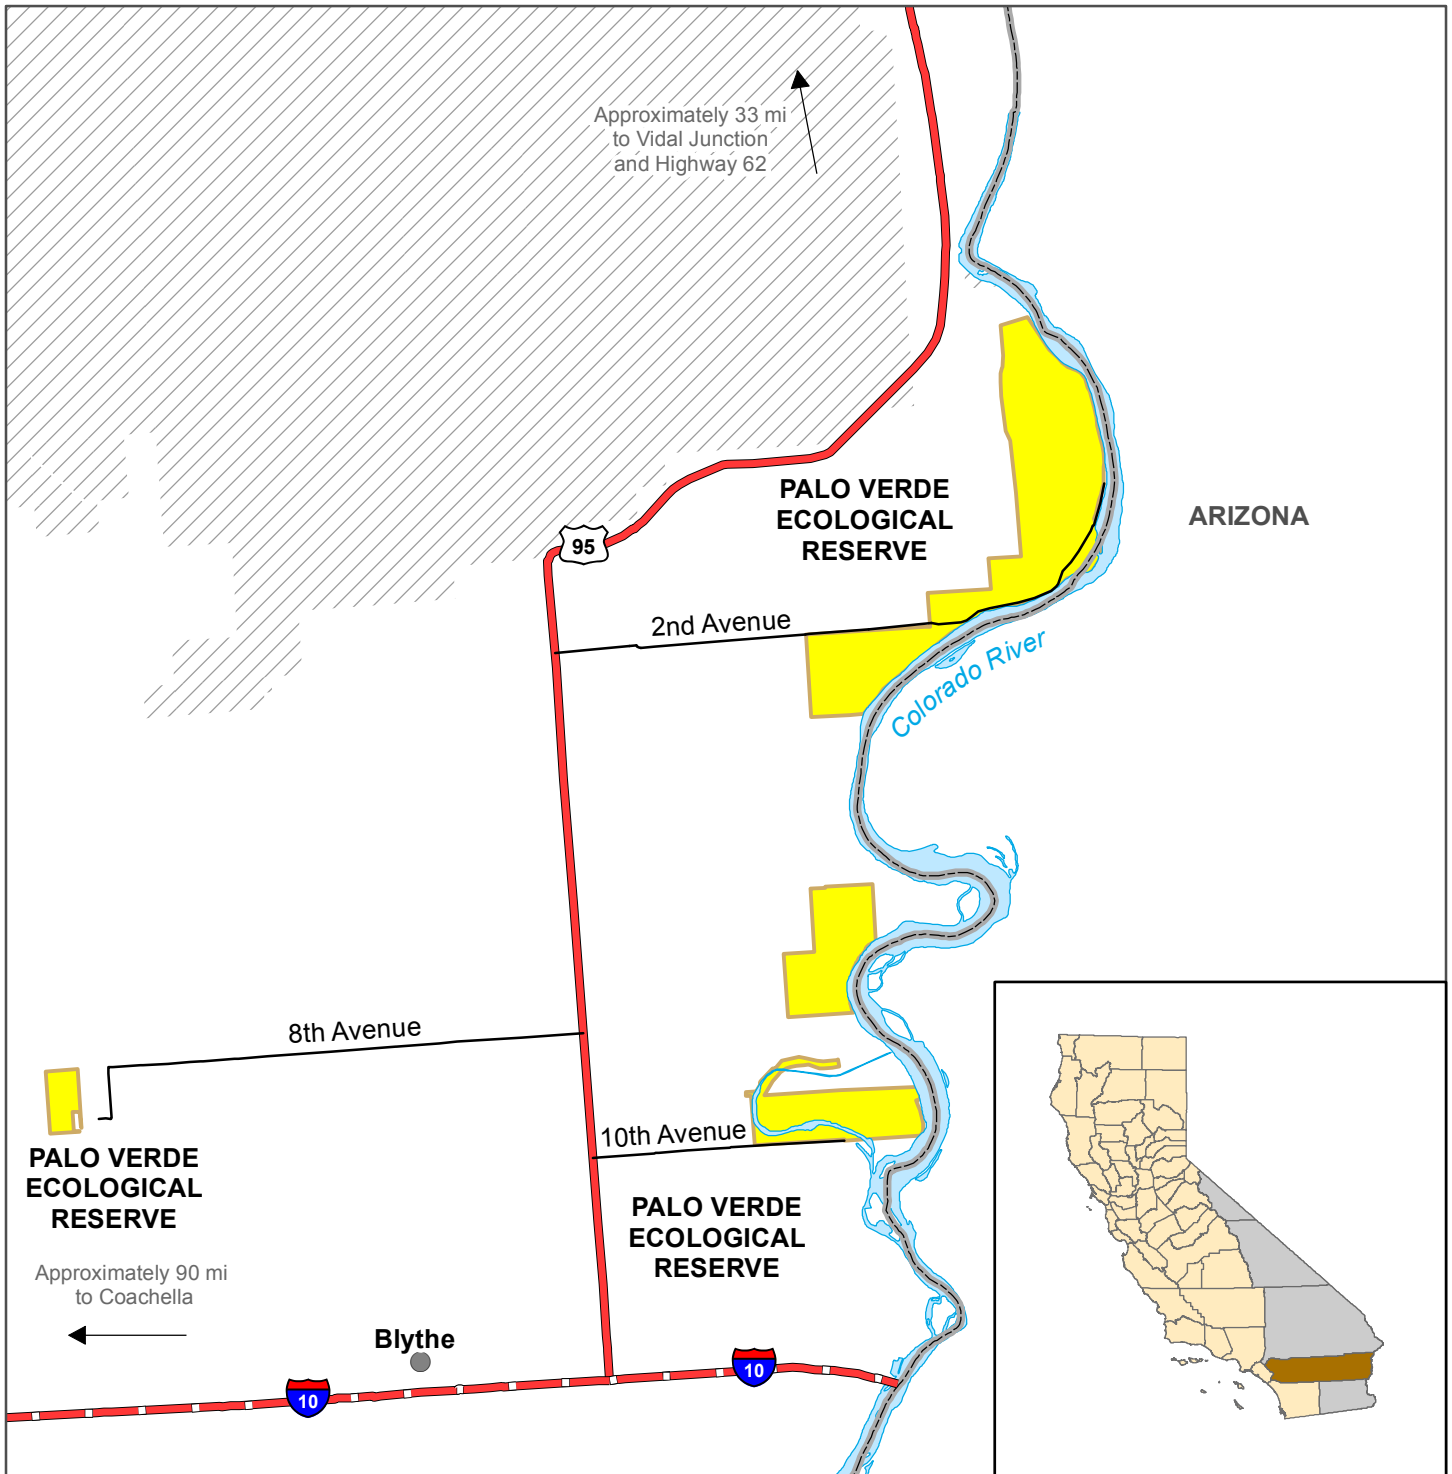 Approximately 33 mi
to Vidal Junction
and Highway 62
PALO VERDE
ECOLOGICAL
RESERVE
ARIZONA
95
2nd Avenue
Colorado River
8th Avenue
10th Avenue
PALO VERDE
ECOLOGICAL
RESERVE
PALO VERDE
ECOLOGICAL
RESERVE
Approximately 90 mi
to Coachella
Blythe
10
10